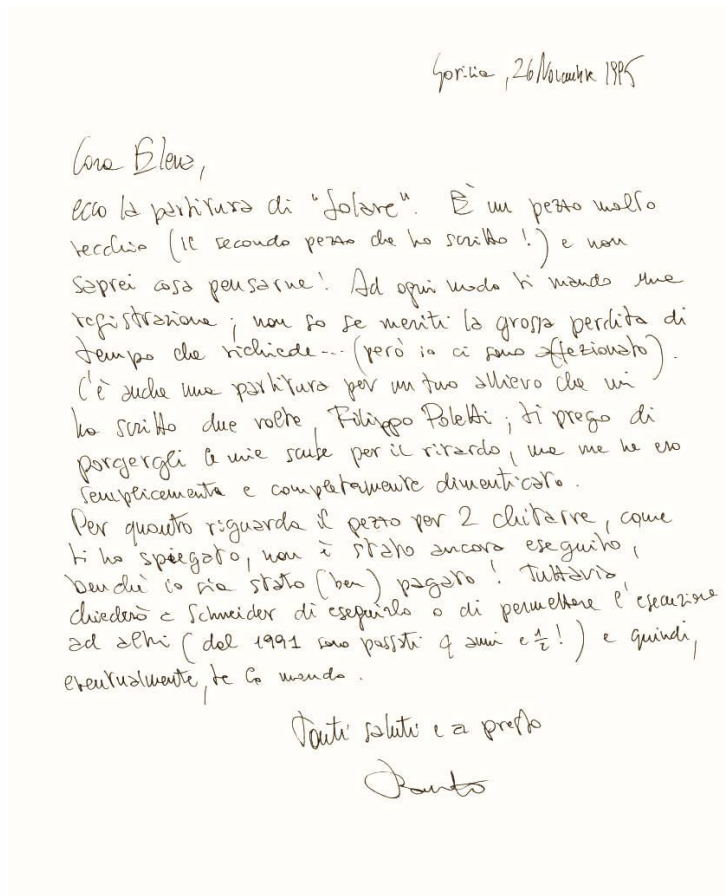 Gorizia, 26 Novembre 1995
Cara Elena,
ecco la partitura di "Solare". È un pezzo molto
vecchio (il secondo pezzo che ho scritto!) e non
saprei cosa pensarne! Ad ogni modo ti mando una
registrazione; non so se meriti la grossa perdita di
tempo che richiede... (però io ci sono affezionato).
C'è anche una partitura per un tuo allievo che mi
ha scritto due volte, Filippo Poletti; ti prego di
porgergli le mie scuse per il ritardo, ma me ne ero
semplicemente e completamente dimenticato.
Per quanto riguarda il pezzo per 2 chitarre, come
ti ho spiegato, non è stato ancora eseguito,
benché io sia stato (ben) pagato! Tuttavia
chiederò a Schneider di eseguirlo o di permettere l'esecuzione
ad altri (dal 1991 sono passati 4 anni e ½!) e quindi,
eventualmente, te lo mando.
Tanti saluti e a presto